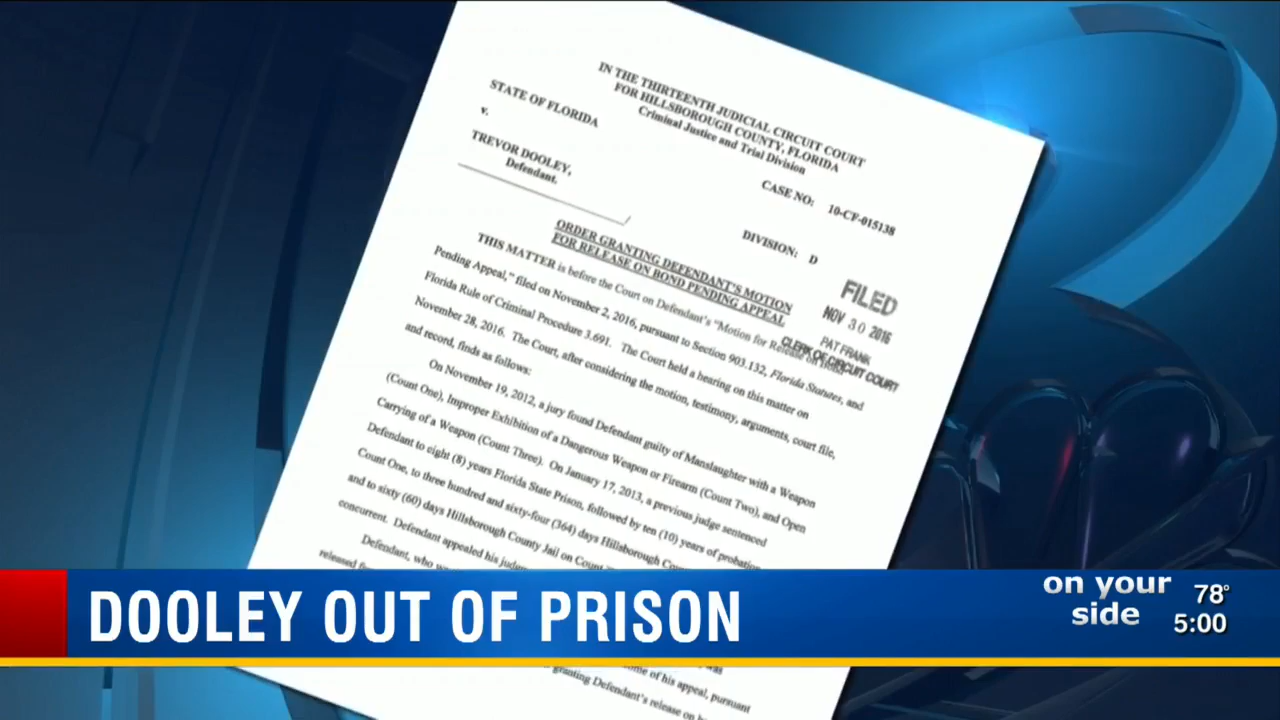 IN THE THIRTEENTH JUDICIAL CIRCUIT COURT
FOR HILLSBOROUGH COUNTY, FLORIDA
Criminal Justice and Trial Division
STATE OF FLORIDA
v.
TREVOR DOOLEY,
Defendant.
CASE NO: 10-CF-015138
DIVISION: D
ORDER GRANTING DEFENDANT'S MOTION
FOR RELEASE ON BOND PENDING APPEAL
FILED
NOV 30 2016
PAT FRANK
CLERK OF CIRCUIT COURT
THIS MATTER is before the Court on Defendant's "Motion for Release on
Pending Appeal," filed on November 2, 2016, pursuant to Section 903.132, Florida Statutes, and
Florida Rule of Criminal Procedure 3.691. The Court held a hearing on this matter on
November 28, 2016. The Court, after considering the motion, testimony, arguments, court file,
and record, finds as follows:
On November 19, 2012, a jury found Defendant guilty of Manslaughter with a Weapon
(Count One), Improper Exhibition of a Dangerous Weapon or Firearm (Count Two), and Open
Carrying of a Weapon (Count Three). On January 17, 2013, a previous judge sentenced
Defendant to eight (8) years Florida State Prison, followed by ten (10) years of probation
Count One, to three hundred and sixty-four (364) days Hillsborough
and to sixty (60) days Hillsborough County Jail on Count
concurrent. Defendant appealed his
Defendant, who
released
was
of his appeal, pursuant
granting Defendant's release on
DOOLEY OUT OF PRISON
on your
side
78°
5:00